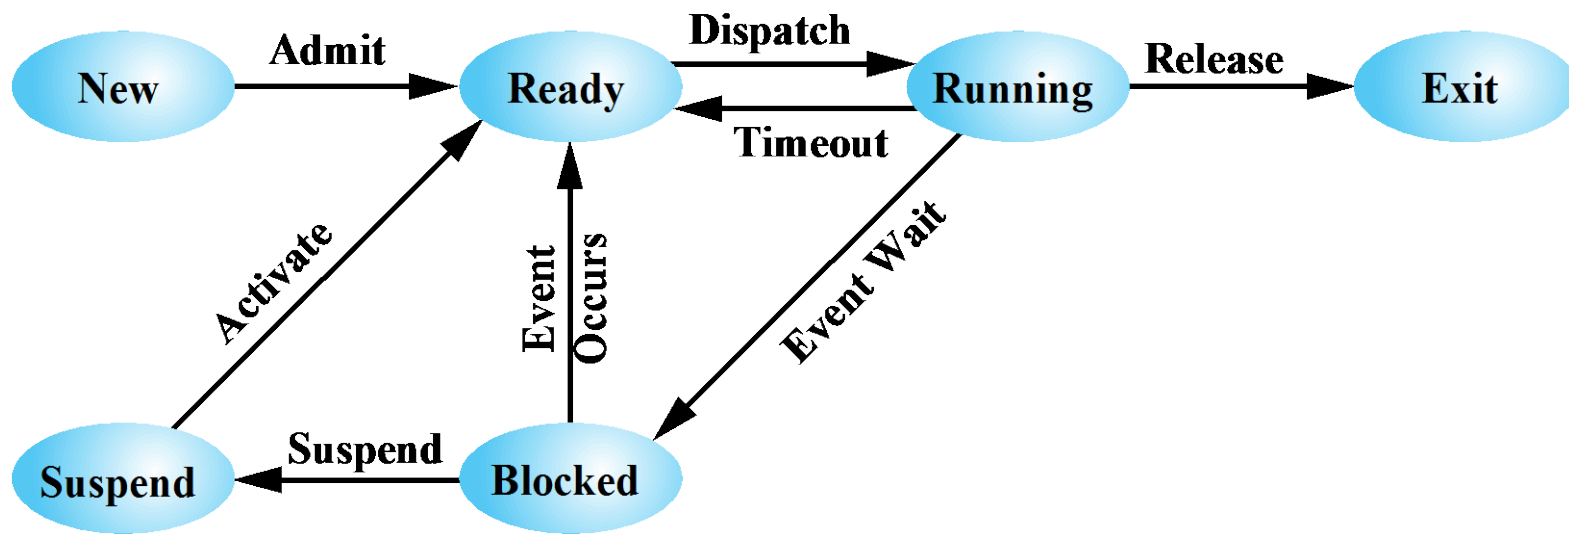 Admit
Dispatch
Release
New
Ready
Running
Exit
Timeout
Activate
Event
Occurs
Event Wait
Suspend
Suspend
Blocked